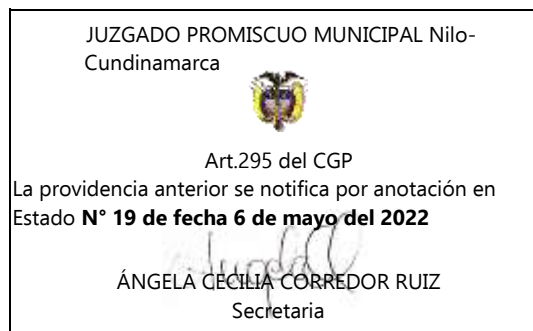 JUZGADO PROMISCUO MUNICIPAL Nilo-
Cundinamarca
Art.295 del CGP
La providencia anterior se notifica por anotación en
Estado N° 19 de fecha 6 de mayo del 2022
ÁNGELA CECILIA CORREDOR RUIZ
Secretaria